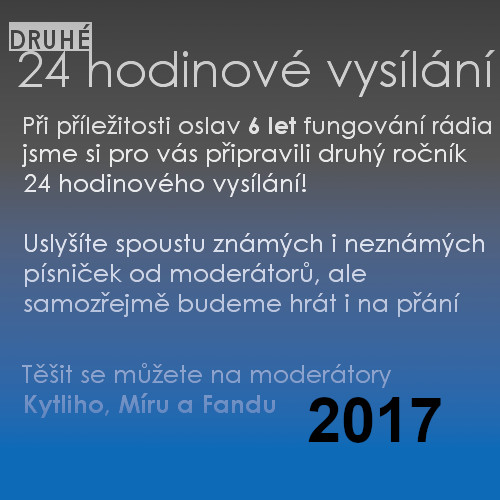 DRUHÉ
24 hodinové vysílání
Při příležitosti oslav 6 let fungování rádia
jsme si pro vás připravili druhý ročník
24 hodinového vysílání!
Uslyšíte spoustu známých i neznámých
písniček od moderátorů, ale
samozřejmě budeme hrát i na přání
Těšit se můžete na moderátory
Kytliho, Míru a Fandu
2017